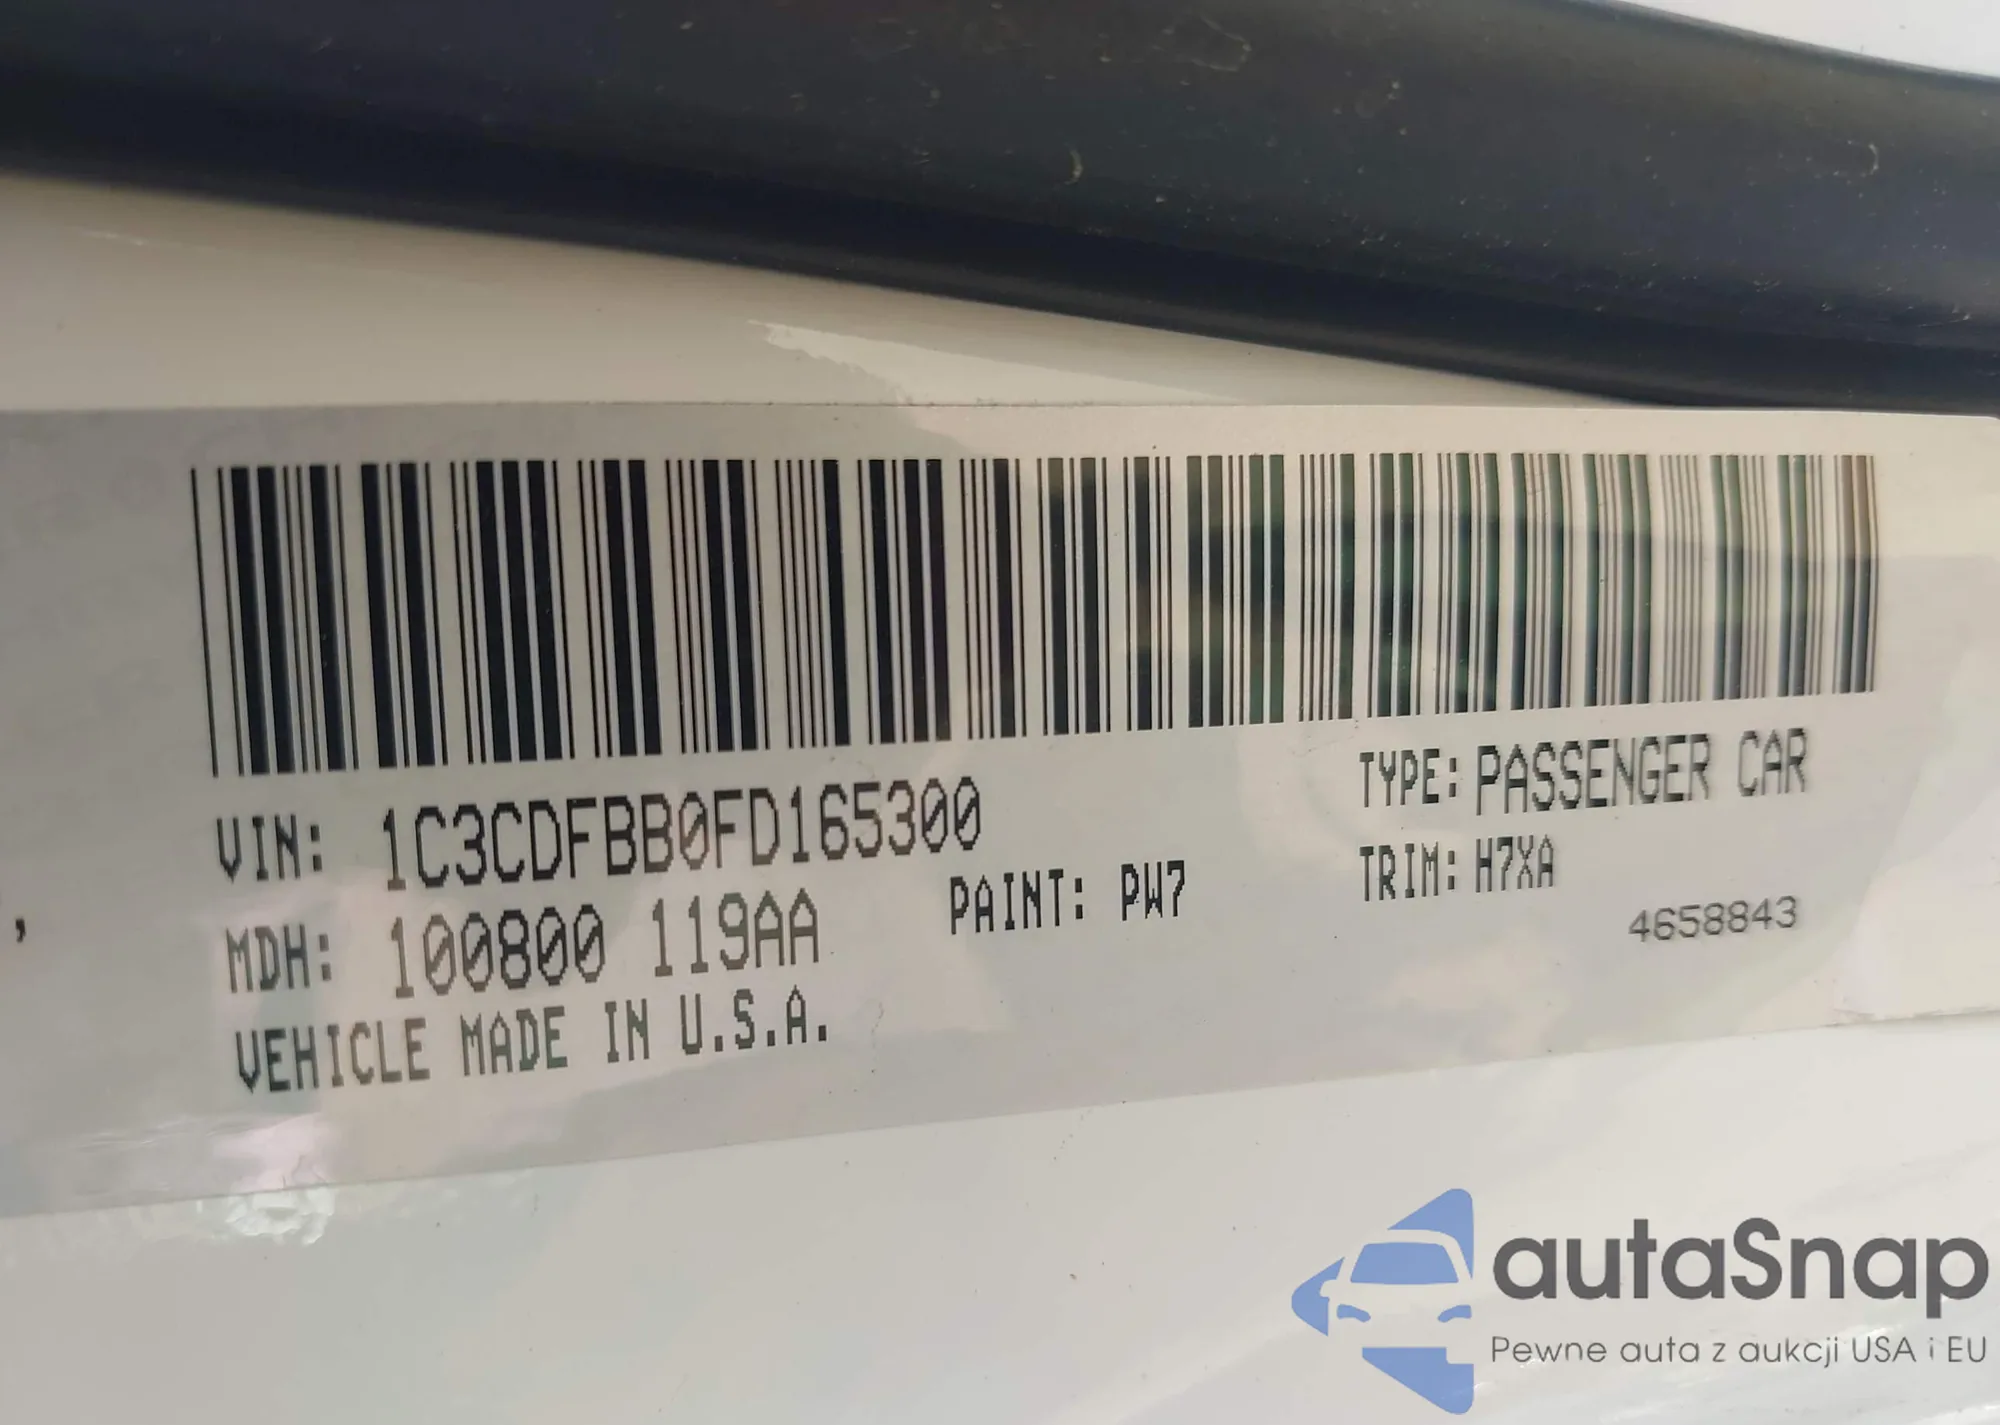 VIN: 1C3CDFBB0FD165300
TYPE: PASSENGER CAR
MDH: 100800 119AA
PAINT: PW7
TRIM: H7XA
4658843
VEHICLE MADE IN U.S.A.
autaSnap
Pewne auta z aukcji USA i EU